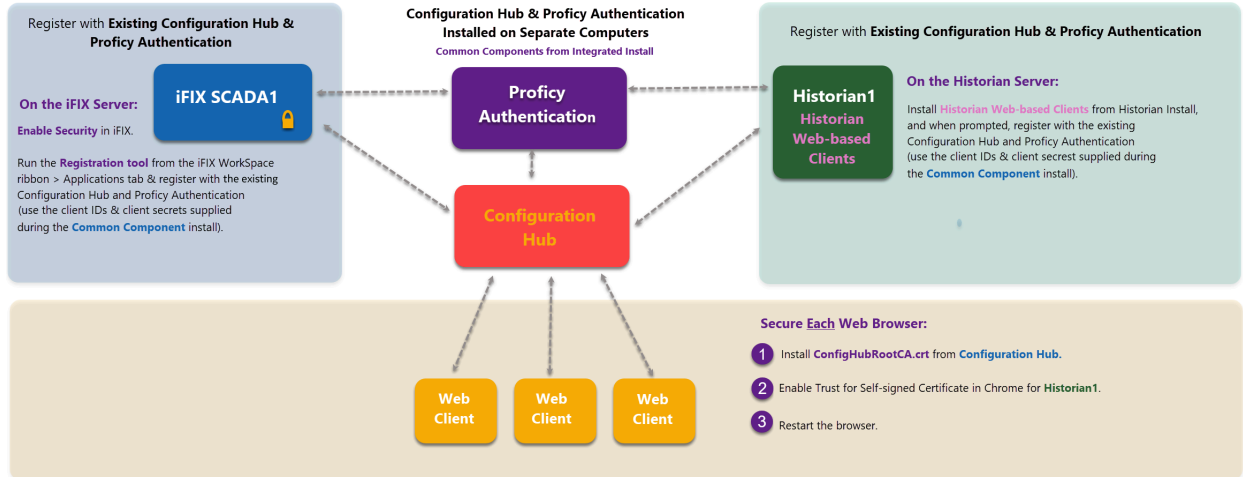 Register with Existing Configuration Hub &
Proficy Authentication
On the iFIX Server:
Enable Security in iFIX.
Run the Registration tool from the iFIX WorkSpace
ribbon > Applications tab & register with the existing
Configuration Hub and Proficy Authentication
(use the client IDs & client secrets supplied
during the Common Component install).
iFIX SCADA1
Configuration Hub & Proficy Authentication
Installed on Separate Computers
Common Components from Integrated Install
Proficy
Authentication
Configuration
Hub
Register with Existing Configuration Hub & Proficy Authentication
Historian1
Historian
Web-based
Clients
On the Historian Server:
Install Historian Web-based Clients from Historian Install,
and when prompted, register with the existing
Configuration Hub and Proficy Authentication
(use the client IDs & client secrest supplied during
the Common Component install).
Web
Client
Web
Client
Web
Client
Secure Each Web Browser:
1 Install ConfigHubRootCA.crt from Configuration Hub.
2 Enable Trust for Self-signed Certificate in Chrome for Historian1.
3 Restart the browser.